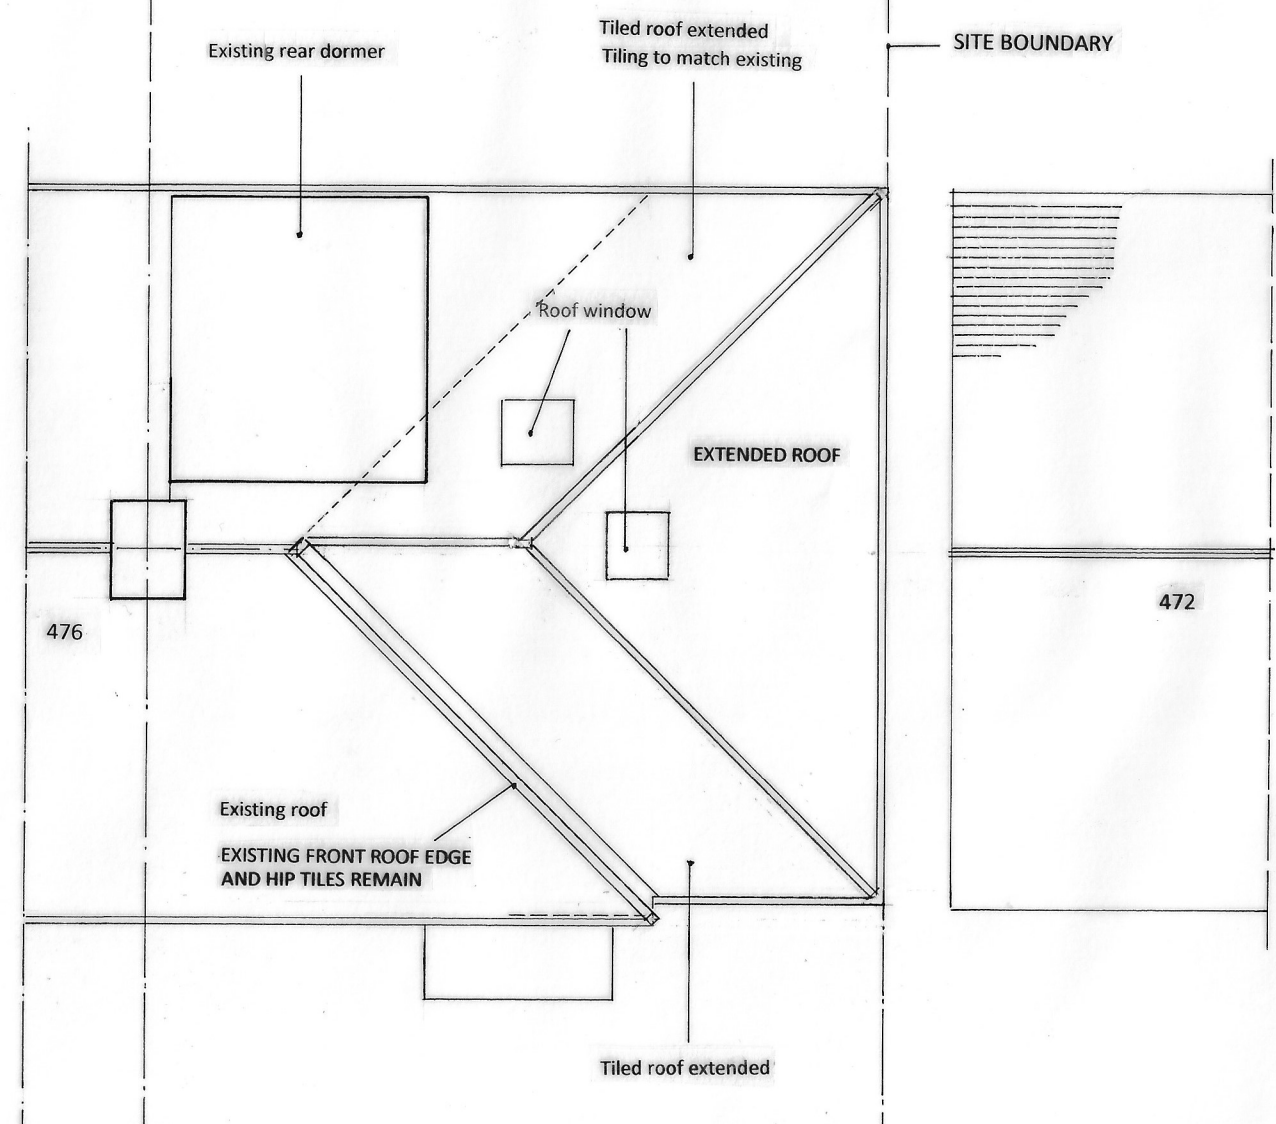 Existing rear dormer
Tiled roof extended
Tiling to match existing
SITE BOUNDARY
Roof window
EXTENDED ROOF
476
472
Existing roof
EXISTING FRONT ROOF EDGE
AND HIP TILES REMAIN
Tiled roof extended